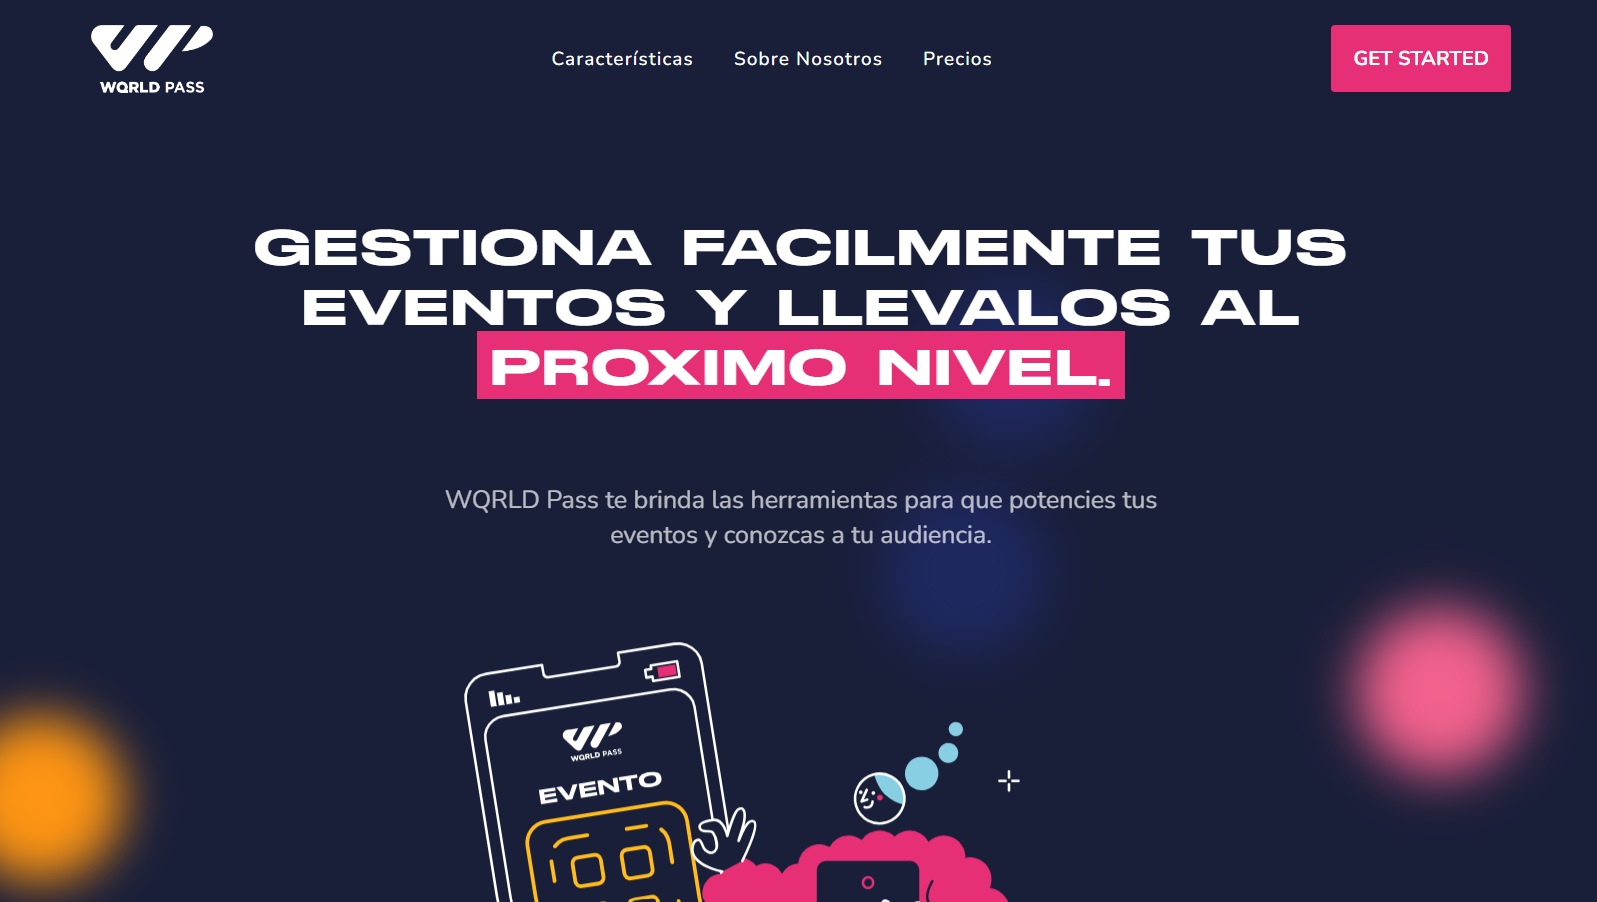 WQRLD PASS
Características
Sobre Nosotros
Precios
GET STARTED
GESTIONA FACILMENTE TUS
EVENTOS Y LLEVALOS AL
PROXIMO NIVEL.
WQRLD Pass te brinda las herramientas para que potencies tus
eventos y conozcas a tu audiencia.
WQRLD PASS
EVENTO